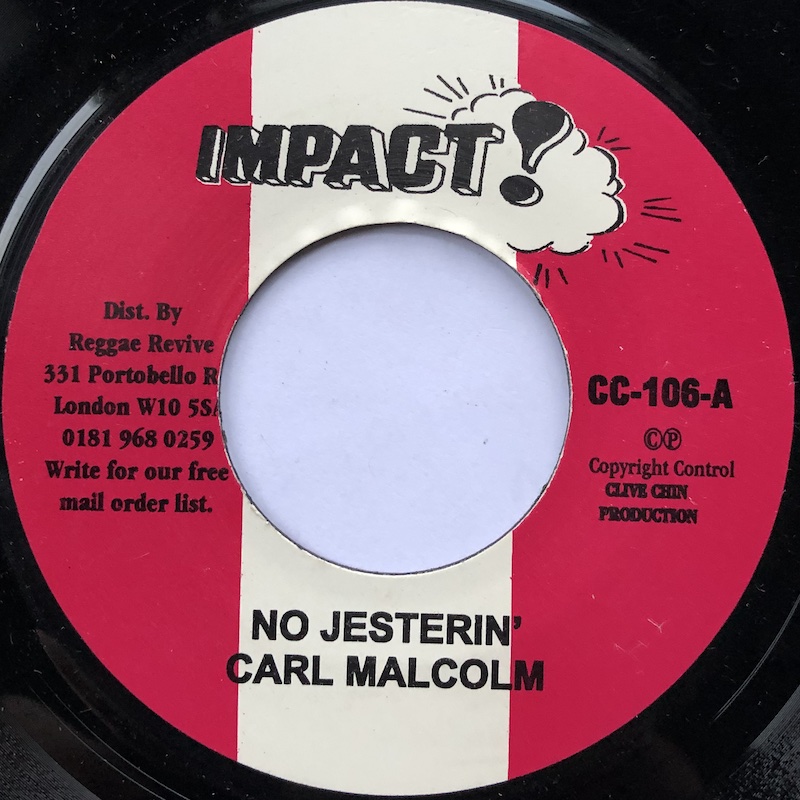 IMPACT!
Dist. By
Reggae Revive
331 Portobello
London W10
0181 968 0259
Write for our free
mail order list.
CC-106-A
©℗
Copyright Control
CLIVE CHIN
PRODUCTION
NO JESTERIN'
CARL MALCOLM